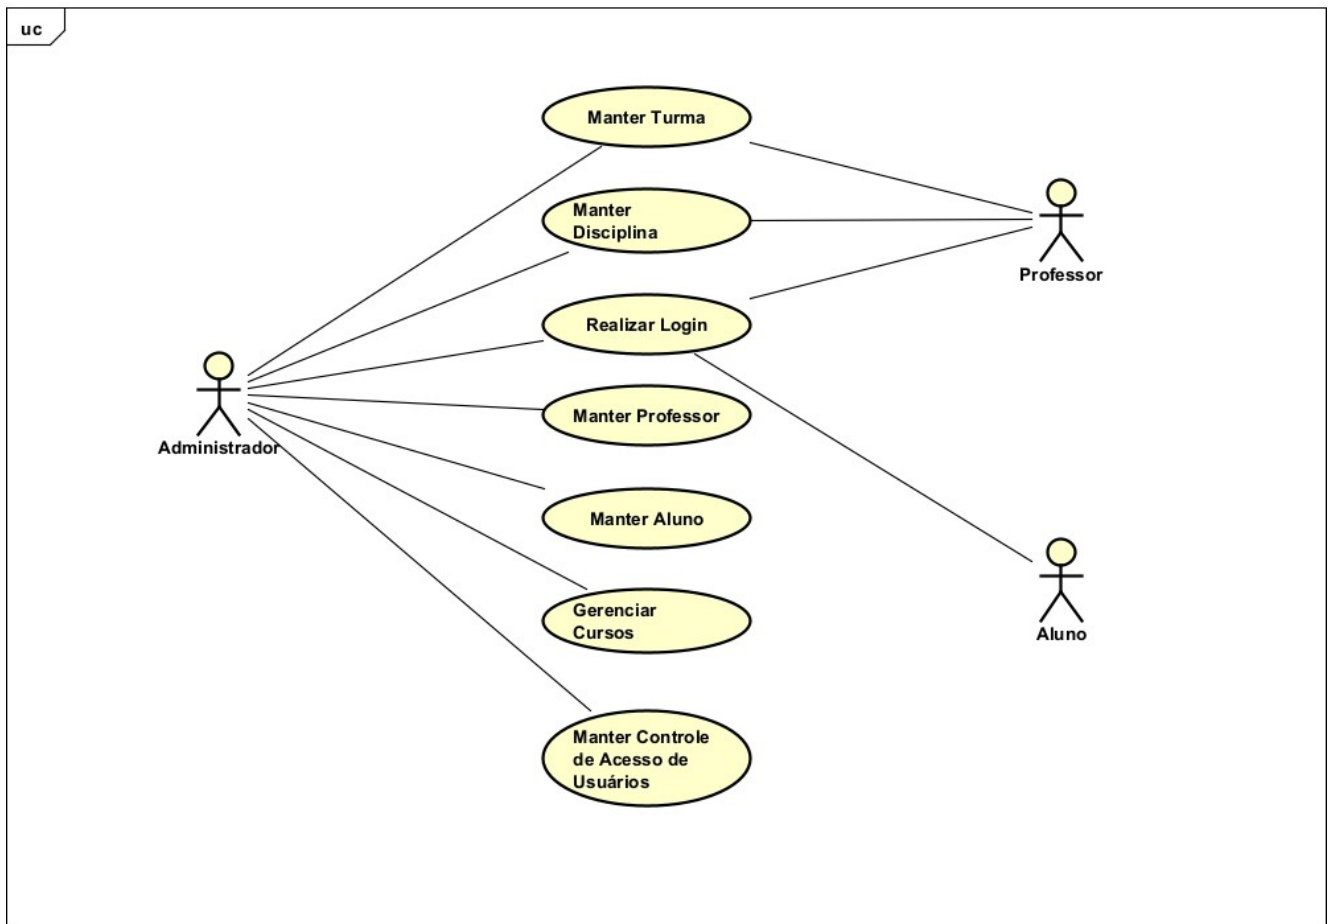 uc
Manter Turma
Manter
Disciplina
Professor
Realizar Login
Manter Professor
Administrador
Manter Aluno
Gerenciar
Cursos
Aluno
Manter Controle
de Acesso de
Usuários